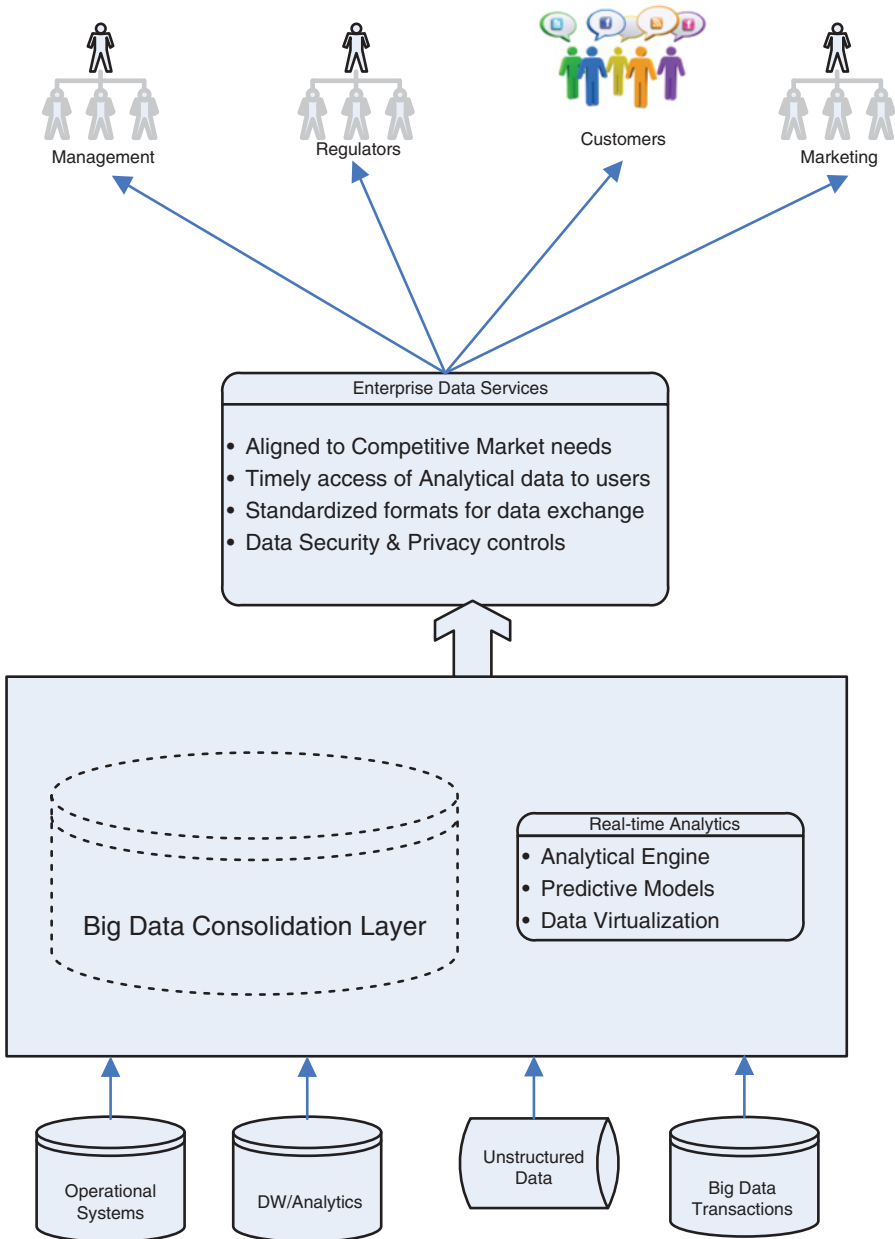 Management
Regulators
Customers
Marketing
Enterprise Data Services
• Aligned to Competitive Market needs
• Timely access of Analytical data to users
• Standardized formats for data exchange
• Data Security & Privacy controls
Big Data Consolidation Layer
Real-time Analytics
• Analytical Engine
• Predictive Models
• Data Virtualization
Operational
Systems
DW/Analytics
Unstructured
Data
Big Data
Transactions